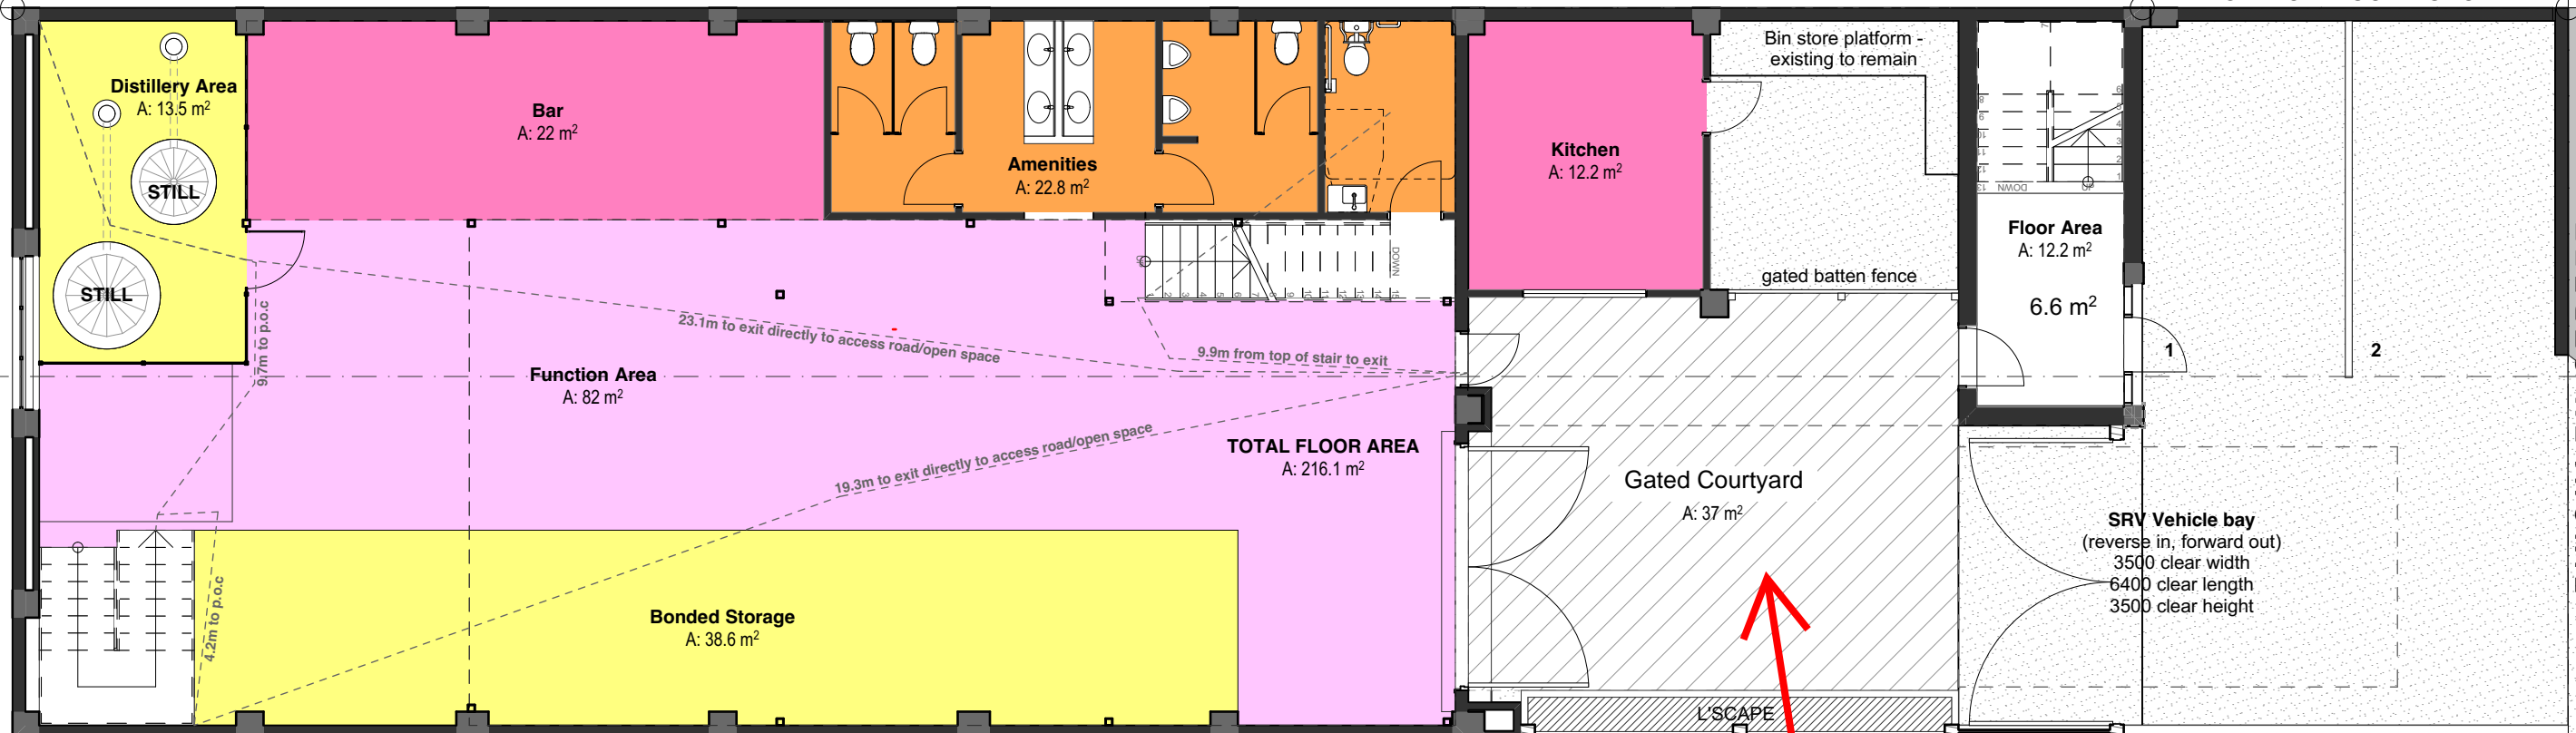 Distillery Area
A: 13.5 m²
STILL
STILL
Bar
A: 22 m²
Amenities
A: 22.8 m²
Kitchen
A: 12.2 m²
Bin store platform -
existing to remain
gated batten fence
DOWN
UP
Floor Area
A: 12.2 m²
6.6 m²
1
2
DOWN
9.7m to p.o.c
23.1m to exit directly to access road/open space
9.9m from top of stair to exit
Function Area
A: 82 m²
TOTAL FLOOR AREA
A: 216.1 m²
19.3m to exit directly to access road/open space
Gated Courtyard
A: 37 m²
SRV Vehicle bay
(reverse in, forward out)
3500 clear width
6400 clear length
3500 clear height
4.2m to p.o.c
Bonded Storage
A: 38.6 m²
L'SCAPE